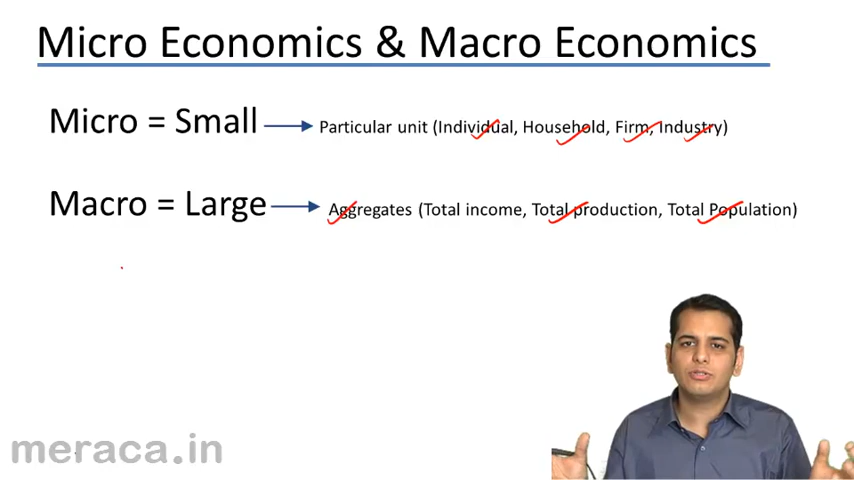 Micro Economics & Macro Economics
Micro = Small Particular unit (Individual, Household, Firm, Industry)
Macro = Large Aggregates (Total income, Total production, Total Population)
meraca.in